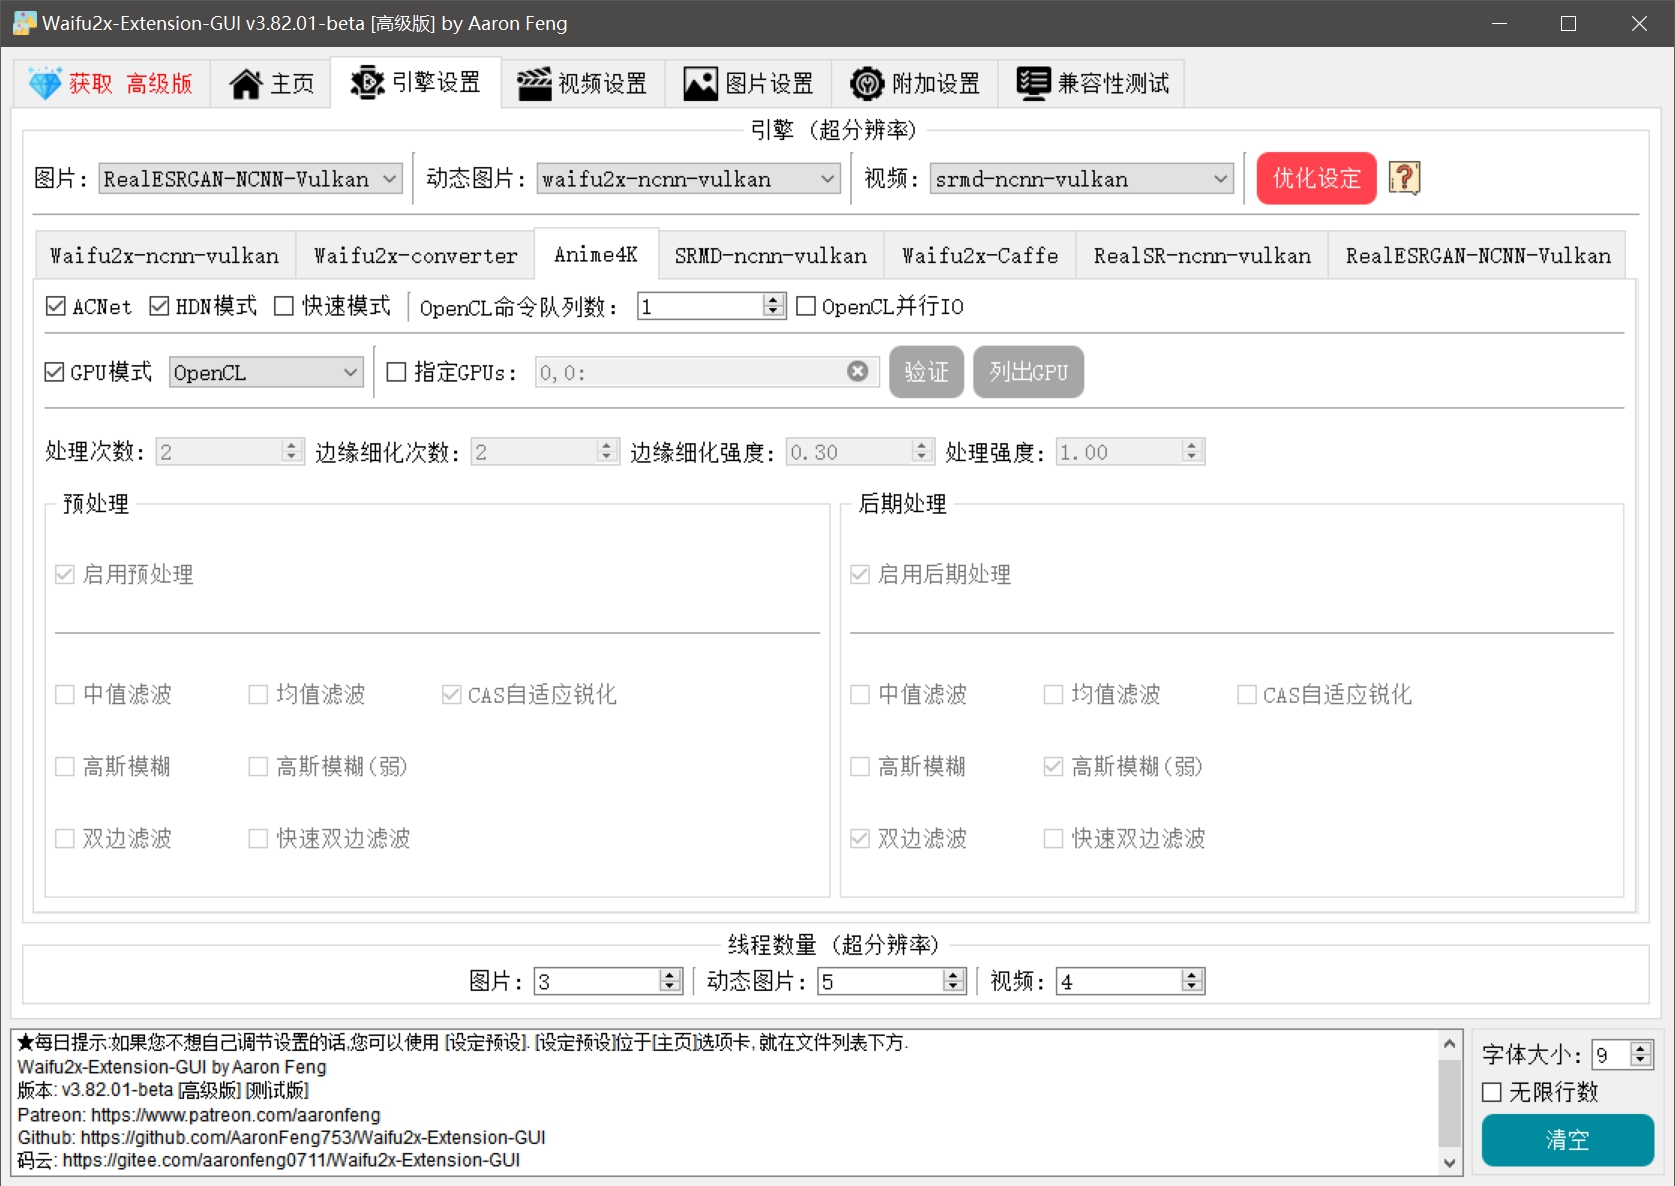 Waifu2x-Extension-GUI v3.82.01-beta [高级版] by Aaron Feng
获取 高级版 主页 引擎设置 视频设置 图片设置 附加设置 兼容性测试
引擎 (超分辨率)
图片: RealESRGAN-NCNN-Vulkan 动态图片: waifu2x-ncnn-vulkan 视频: srmd-ncnn-vulkan 优化设定
Waifu2x-ncnn-vulkan Waifu2x-converter Anime4K SRMD-ncnn-vulkan Waifu2x-Caffe RealSR-ncnn-vulkan RealESRGAN-NCNN-Vulkan
ACNet HDN模式 快速模式 OpenCL命令队列数: 1 OpenCL并行IO
GPU模式 OpenCL 指定GPUs: 0,0: 验证 列出GPU
处理次数: 2 边缘细化次数: 2 边缘细化强度: 0.30 处理强度: 1.00
预处理
启用预处理
中值滤波 均值滤波 CAS自适应锐化
高斯模糊 高斯模糊(弱)
双边滤波 快速双边滤波
后期处理
启用后期处理
中值滤波 均值滤波 CAS自适应锐化
高斯模糊 高斯模糊(弱)
双边滤波 快速双边滤波
线程数量 (超分辨率)
图片: 3 动态图片: 5 视频: 4
★每日提示:如果您不想自己调节设置的话,您可以使用 [设定预设]. [设定预设]位于[主页]选项卡, 就在文件列表下方.
Waifu2x-Extension-GUI by Aaron Feng
版本: v3.82.01-beta [高级版] [测试版]
Patreon: https://www.patreon.com/aaronfeng
Github: https://github.com/AaronFeng753/Waifu2x-Extension-GUI
码云: https://gitee.com/aaronfeng0711/Waifu2x-Extension-GUI
字体大小: 9
无限行数
清空